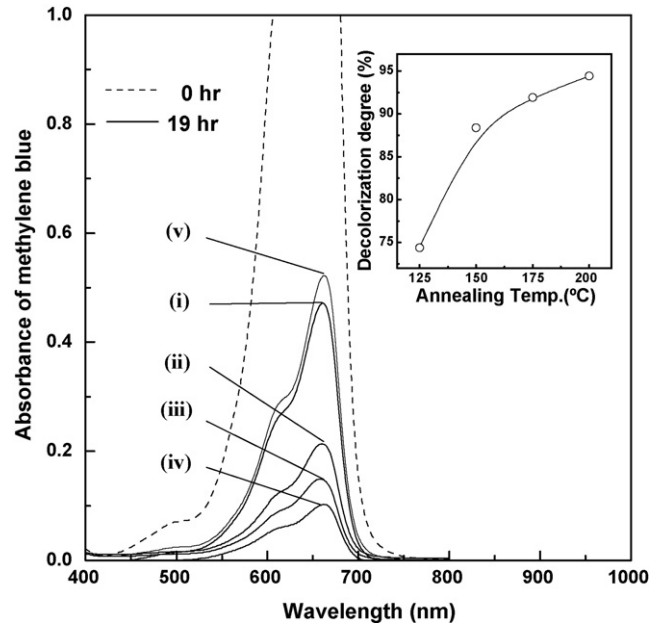 Absorbance of methylene blue
1.0
0.8
0.6
0.4
0.2
0.0
400
500
600
700
800
900
1000
Wavelength (nm)
0 hr
19 hr
(v)
(i)
(ii)
(iii)
(iv)
Decolorization degree (%)
95
90
85
80
75
125
150
175
200
Annealing Temp.(ºC)